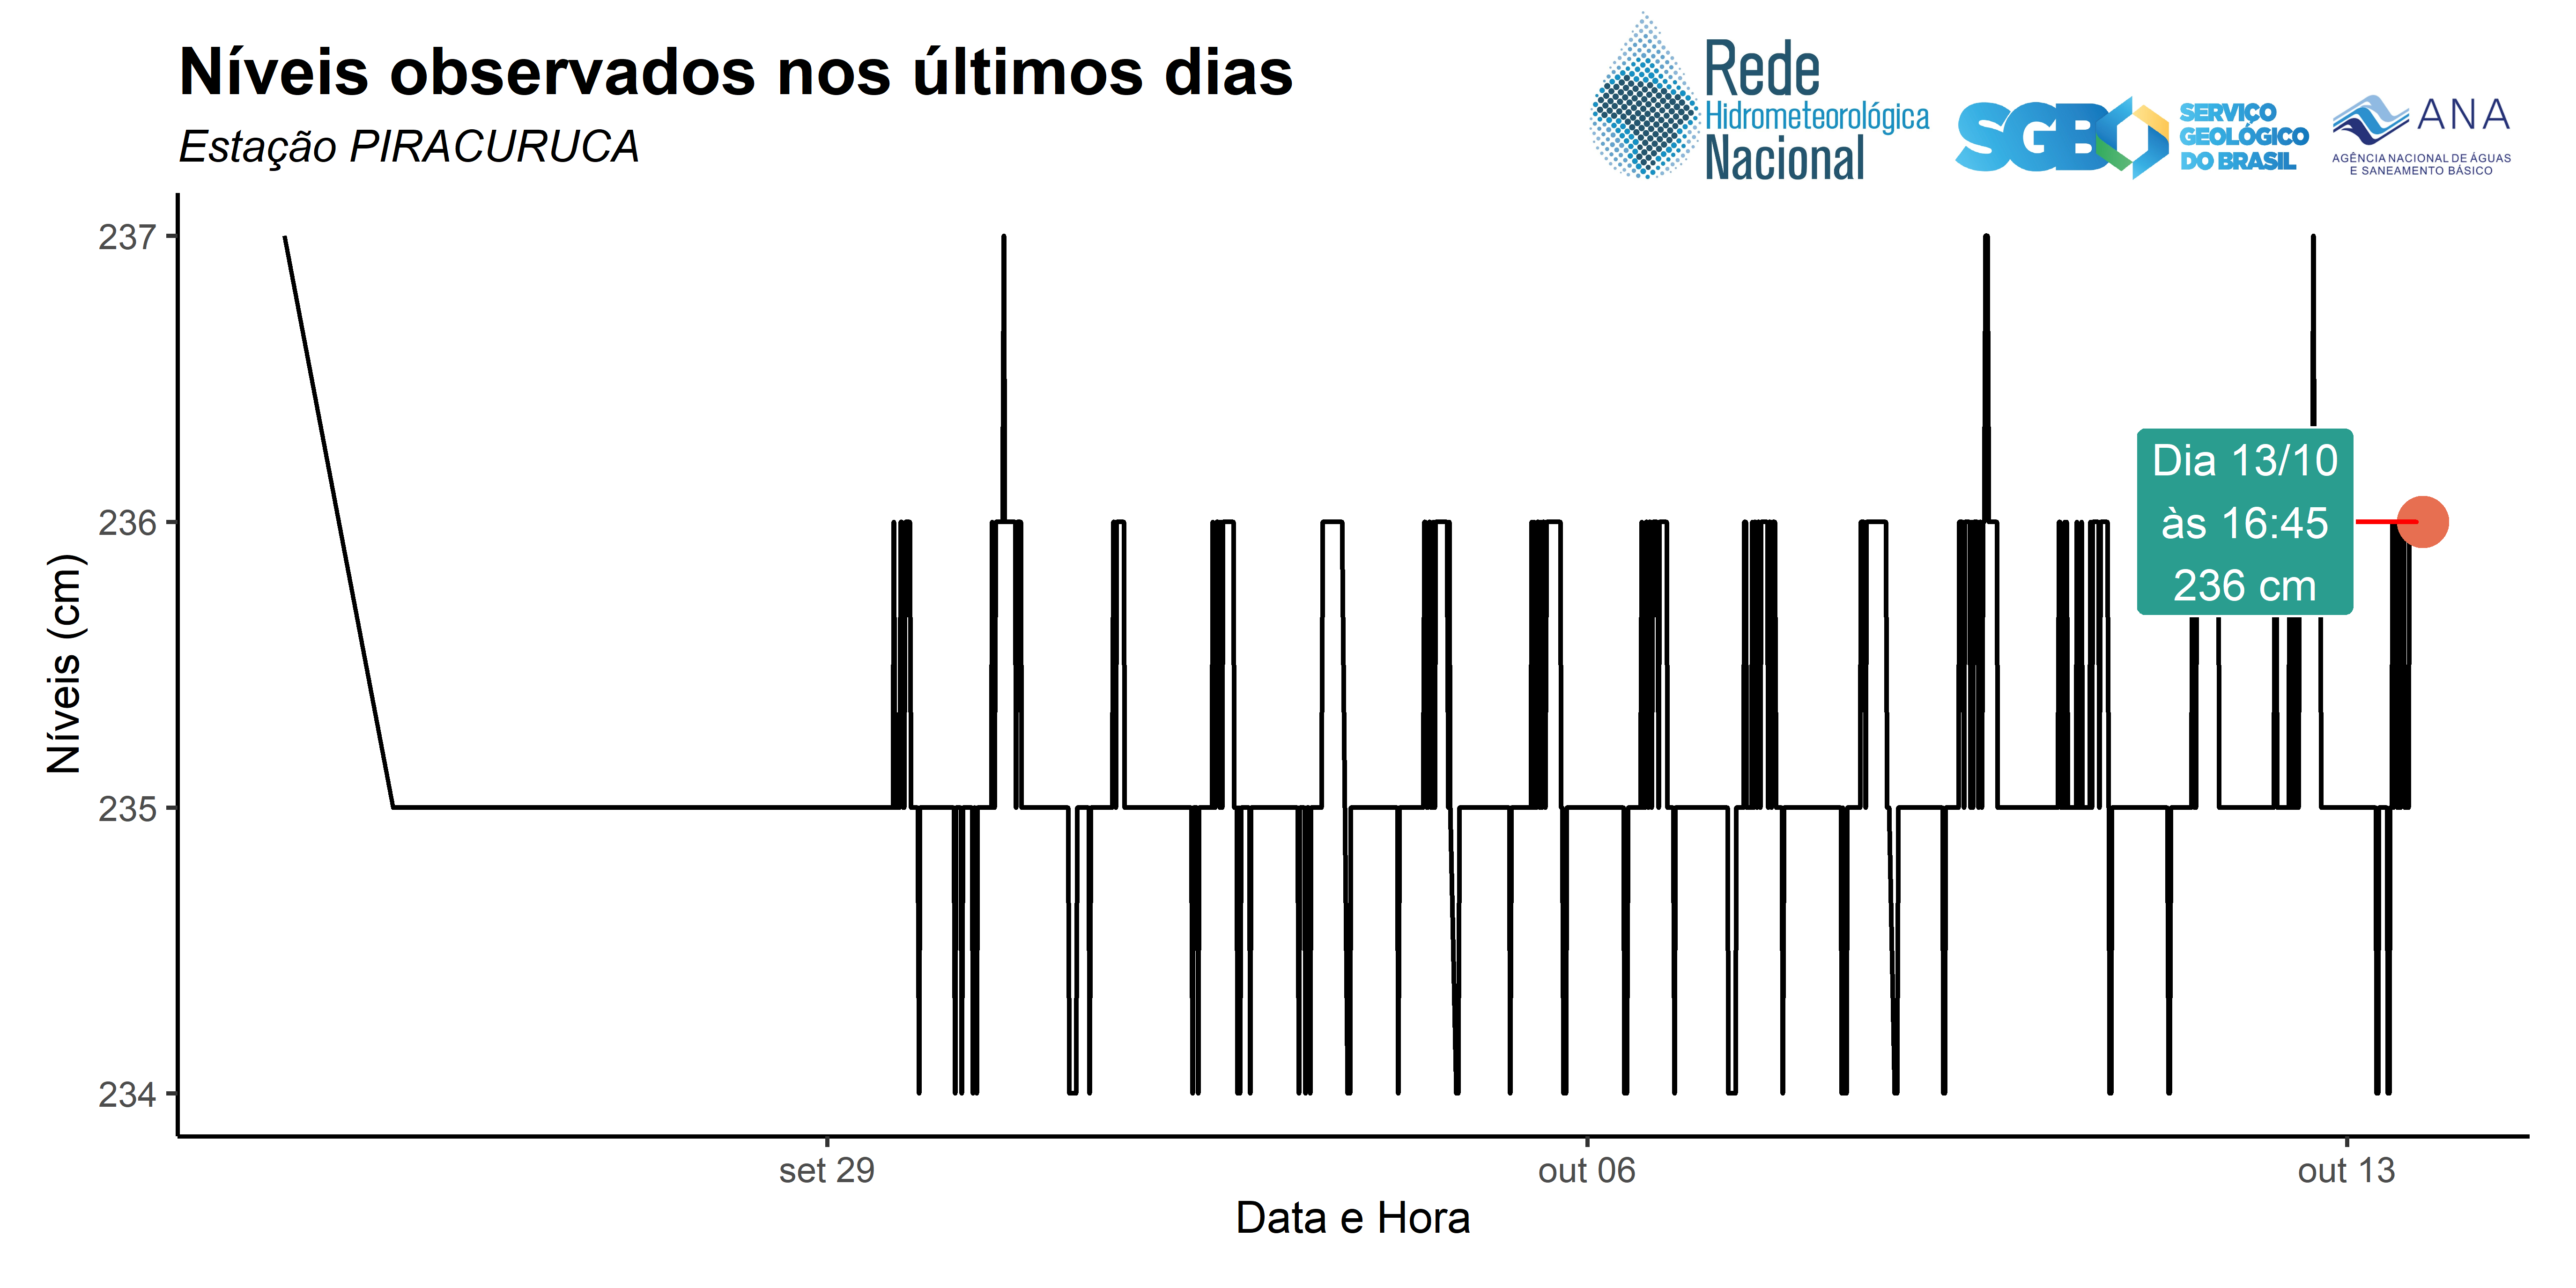 Níveis observados nos últimos dias
Estação PIRACURUCA
Rede
Hidrometeorológica
Nacional
SGB
SERVIÇO
GEOLÓGICO
DO BRASIL
ANA
AGÊNCIA NACIONAL DE ÁGUAS
E SANEAMENTO BÁSICO
237
236
235
234
Níveis (cm)
Dia 13/10
às 16:45
236 cm
set 29
out 06
out 13
Data e Hora